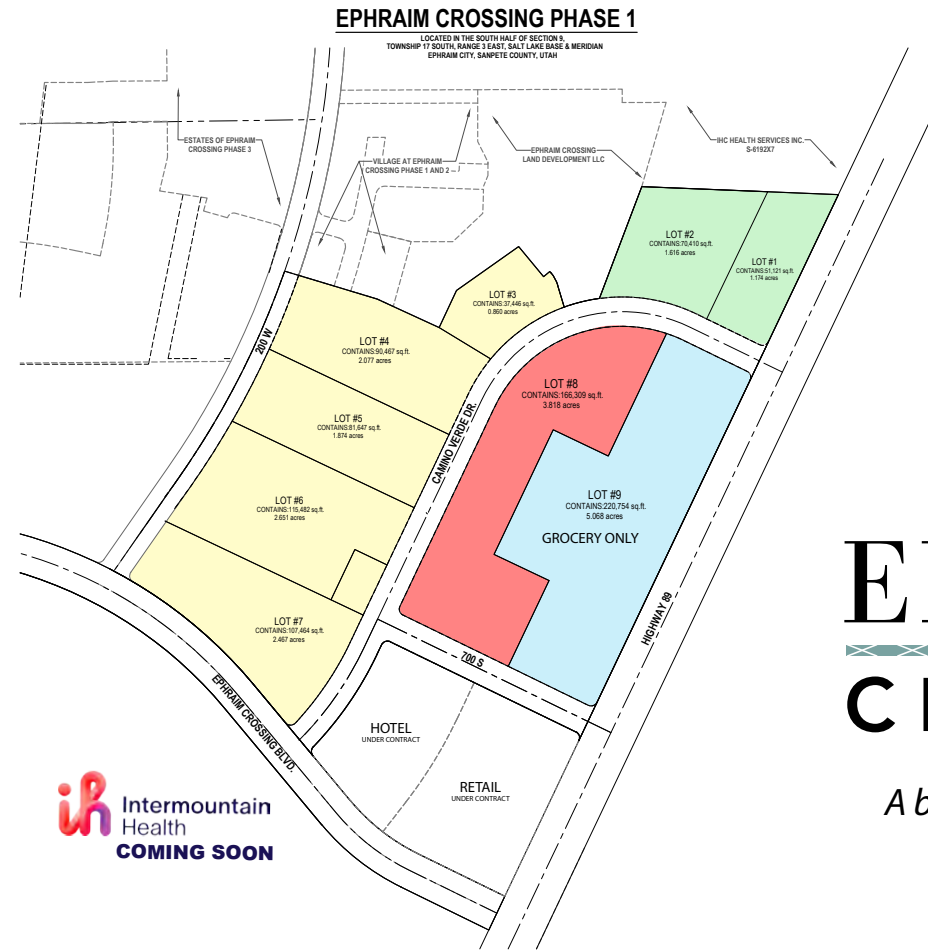 EPHRAIM CROSSING PHASE 1
LOCATED IN THE SOUTH HALF OF SECTION 9,
TOWNSHIP 17 SOUTH, RANGE 3 EAST, SALT LAKE BASE & MERIDIAN
EPHRAIM CITY, SANPETE COUNTY, UTAH
ESTATES OF EPHRAIM
CROSSING PHASE 3
VILLAGE AT EPHRAIM
CROSSING PHASE 1 AND 2
EPHRAIM CROSSING
LAND DEVELOPMENT LLC
IHC HEALTH SERVICES INC.
S-6192X7
LOT #2
CONTAINS:70,410 sq.ft.
1.616 acres
LOT #1
CONTAINS:51,121 sq.ft.
1.174 acres
LOT #3
CONTAINS:37,446 sq.ft.
0.860 acres
200 W
LOT #4
CONTAINS:90,467 sq.ft.
2.077 acres
LOT #8
CONTAINS:166,309 sq.ft.
3.818 acres
LOT #5
CONTAINS:81,647 sq.ft.
1.874 acres
CAMINO VERDE DR.
LOT #6
CONTAINS:115,482 sq.ft.
2.651 acres
LOT #9
CONTAINS:220,754 sq.ft.
5.068 acres
GROCERY ONLY
LOT #7
CONTAINS:107,464 sq.ft.
2.467 acres
HIGHWAY 89
700 S
EPHRAIM CROSSING BLVD.
HOTEL
UNDER CONTRACT
RETAIL
UNDER CONTRACT
ih Intermountain
Health
COMING SOON
E
C
A b